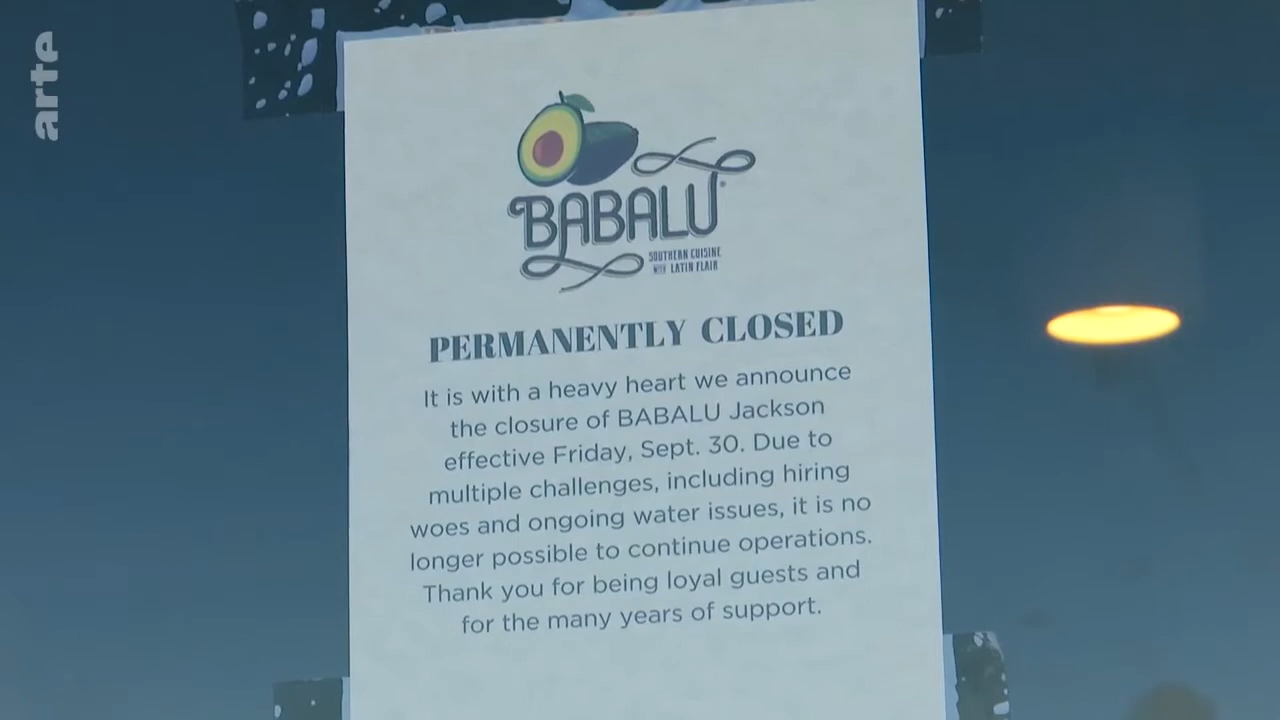 arte
BABALU
SOUTHERN CUISINE
WITH LATIN FLAIR
PERMANENTLY CLOSED
It is with a heavy heart we announce
the closure of BABALU Jackson
effective Friday, Sept. 30. Due to
multiple challenges, including hiring
woes and ongoing water issues, it is no
longer possible to continue operations.
Thank you for being loyal guests and
for the many years of support.